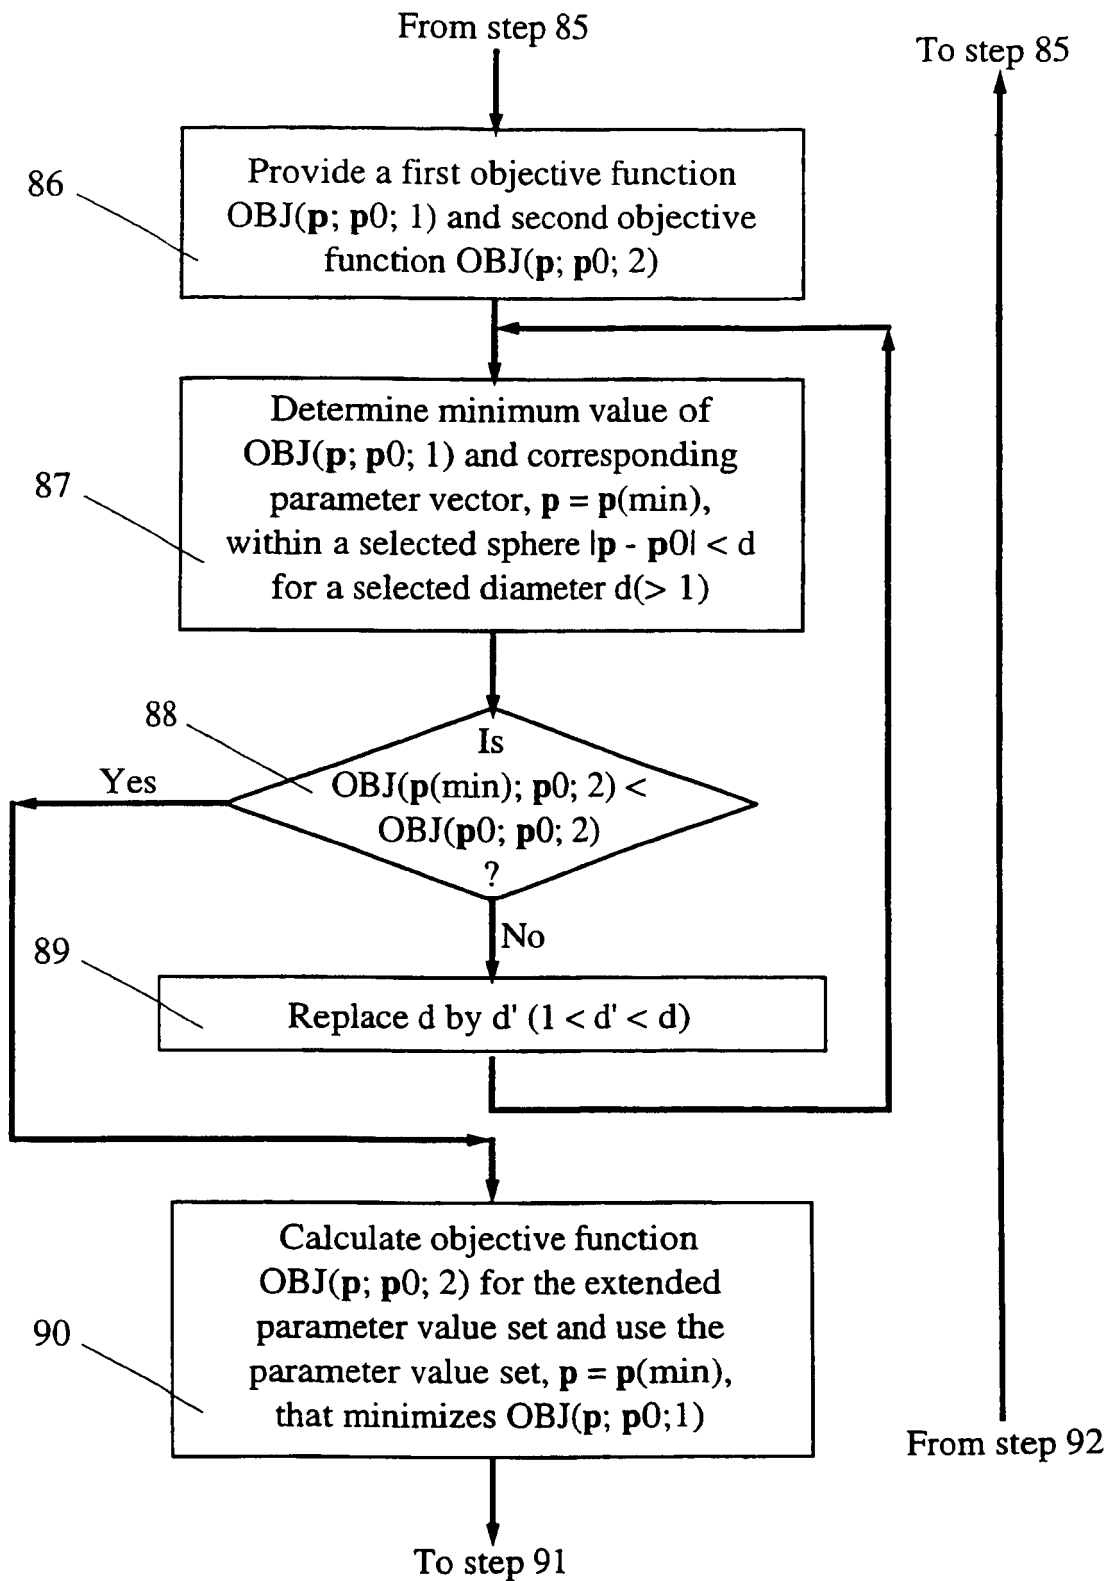 From step 85
To step 85
86
Provide a first objective function
OBJ(p; p0; 1) and second objective
function OBJ(p; p0; 2)
87
Determine minimum value of
OBJ(p; p0; 1) and corresponding
parameter vector, p = p(min),
within a selected sphere |p - p0| < d
for a selected diameter d(> 1)
88
Is
OBJ(p(min); p0; 2) <
OBJ(p0; p0; 2)
?
Yes
No
89
Replace d by d' (1 < d' < d)
90
Calculate objective function
OBJ(p; p0; 2) for the extended
parameter value set and use the
parameter value set, p = p(min),
that minimizes OBJ(p; p0;1)
From step 92
To step 91